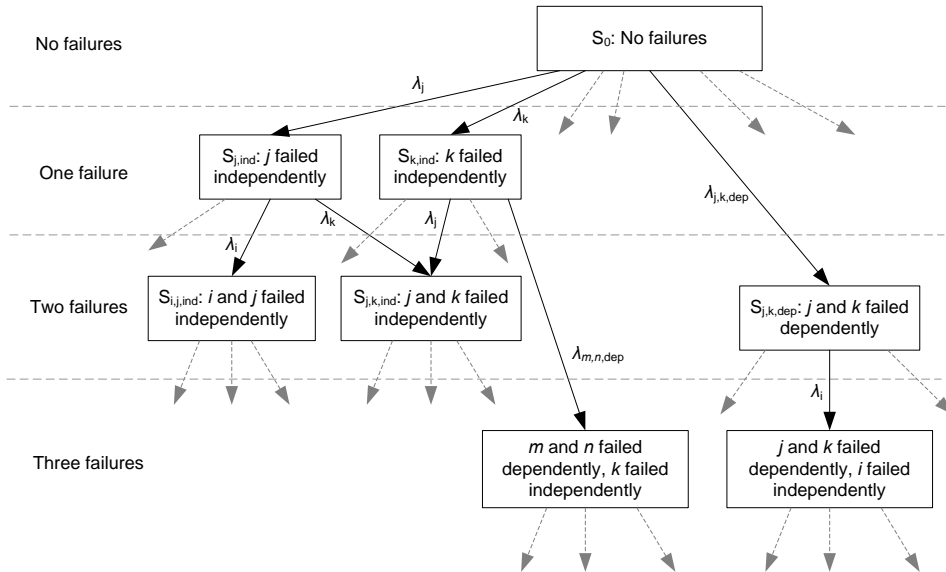 No failures
S0: No failures
λj
λk
One failure
Sj,ind: j failed
independently
Sk,ind: k failed
independently
λj,k,dep
λi
λk
λj
Two failures
Si,j,ind: i and j failed
independently
Sj,k,ind: j and k failed
independently
Sj,k,dep: j and k failed
dependently
λm,n,dep
λi
Three failures
m and n failed
dependently, k failed
independently
j and k failed
dependently, i failed
independently